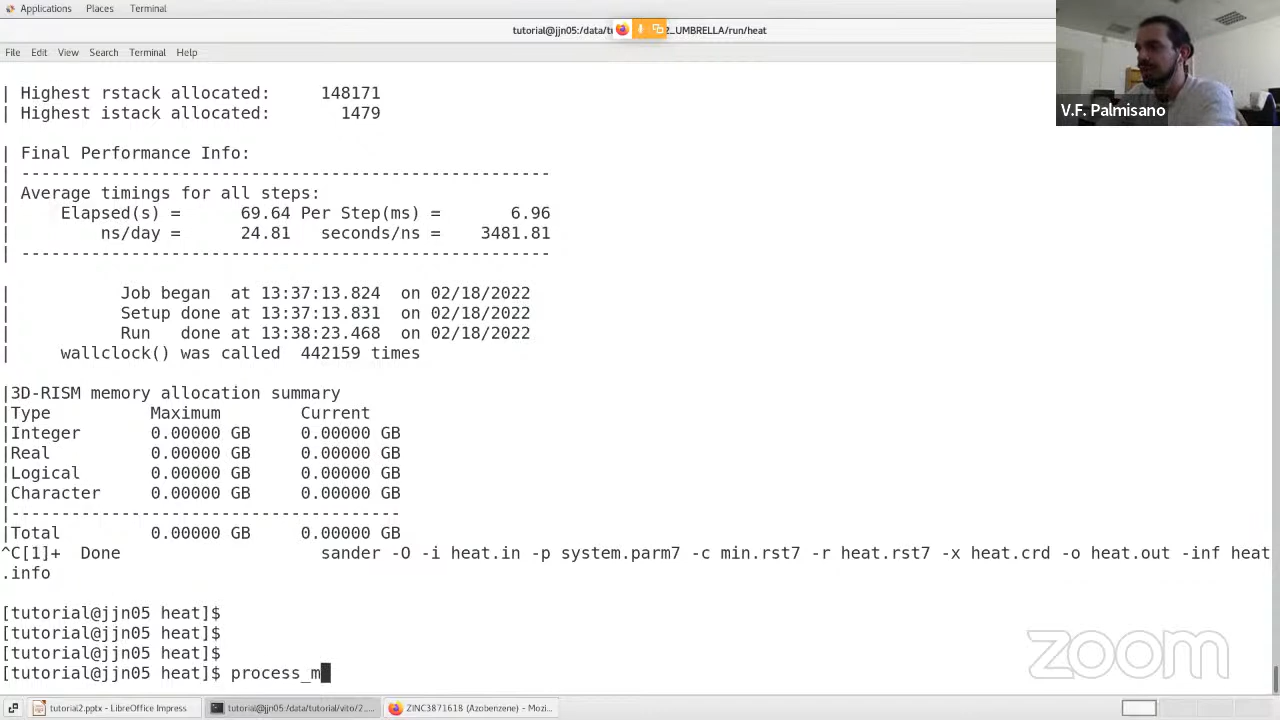 Applications Places Terminal
tutorial@jjn05:/data/tu 2_UMBRELLA/run/heat
File Edit View Search Terminal Help
V.F. Palmisano
| Highest rstack allocated: 148171
| Highest istack allocated: 1479
| Final Performance Info:
| -----------------------------------------------------
| Average timings for all steps:
| Elapsed(s) = 69.64 Per Step(ms) = 6.96
| ns/day = 24.81 seconds/ns = 3481.81
| -----------------------------------------------------
| Job began at 13:37:13.824 on 02/18/2022
| Setup done at 13:37:13.831 on 02/18/2022
| Run done at 13:38:23.468 on 02/18/2022
| wallclock() was called 442159 times
|3D-RISM memory allocation summary
|Type Maximum Current
|Integer 0.00000 GB 0.00000 GB
|Real 0.00000 GB 0.00000 GB
|Logical 0.00000 GB 0.00000 GB
|Character 0.00000 GB 0.00000 GB
|---------------------------------------
|Total 0.00000 GB 0.00000 GB
^C[1]+ Done sander -O -i heat.in -p system.parm7 -c min.rst7 -r heat.rst7 -x heat.crd -o heat.out -inf heat
.info
[tutorial@jjn05 heat]$
[tutorial@jjn05 heat]$
[tutorial@jjn05 heat]$
[tutorial@jjn05 heat]$ process_m
zoom
tutorial2.pptx - LibreOffice Impress tutorial@jjn05:/data/tutorial/vito/2... ZINC3871618 (Azobenzene) - Mozi...